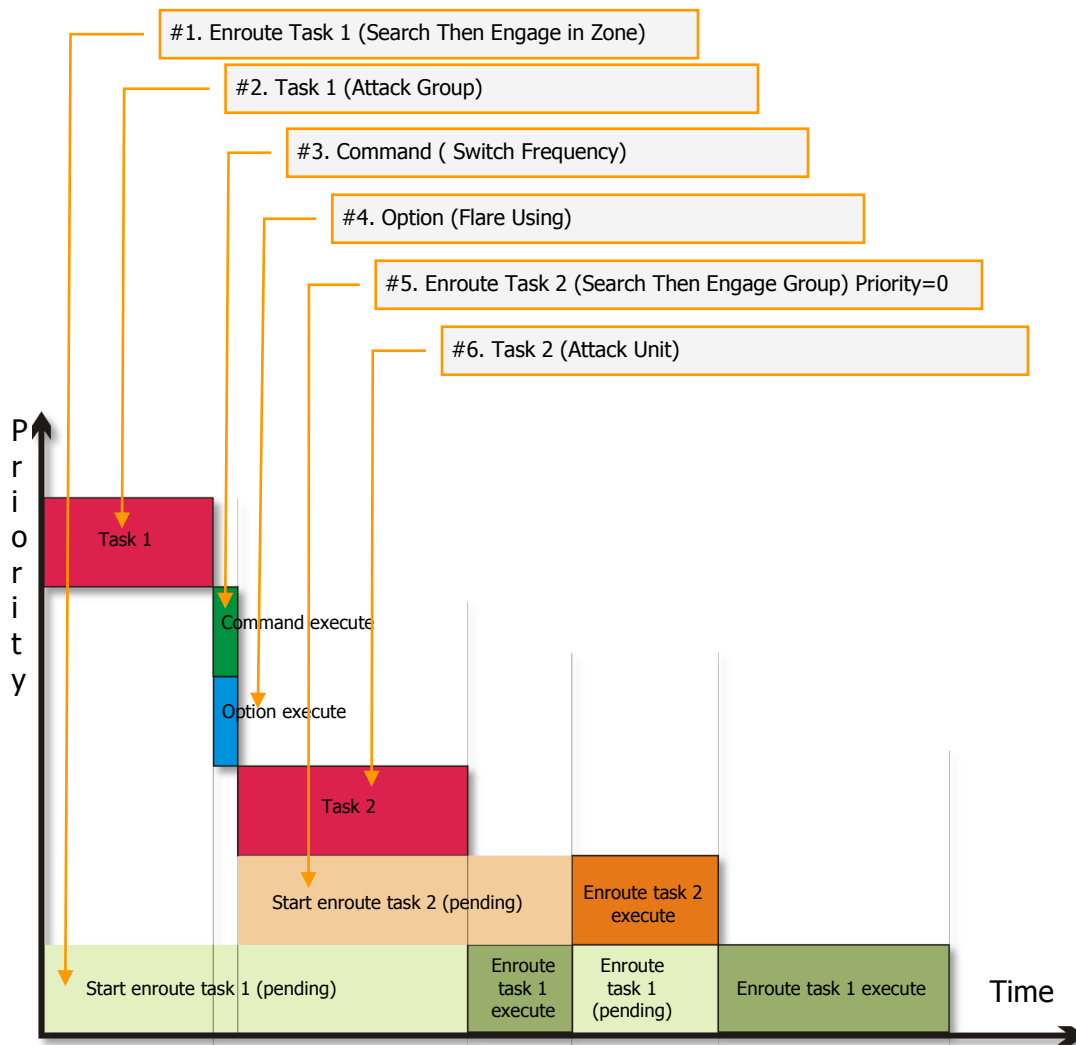 #1. Enroute Task 1 (Search Then Engage in Zone)
#2. Task 1 (Attack Group)
#3. Command ( Switch Frequency)
#4. Option (Flare Using)
#5. Enroute Task 2 (Search Then Engage Group) Priority=0
#6. Task 2 (Attack Unit)
Priority
Task 1
Command execute
Option execute
Task 2
Start enroute task 2 (pending)
Enroute task 2
execute
Start enroute task 1 (pending)
Enroute
task 1
execute
Enroute
task 1
(pending)
Enroute task 1 execute
Time